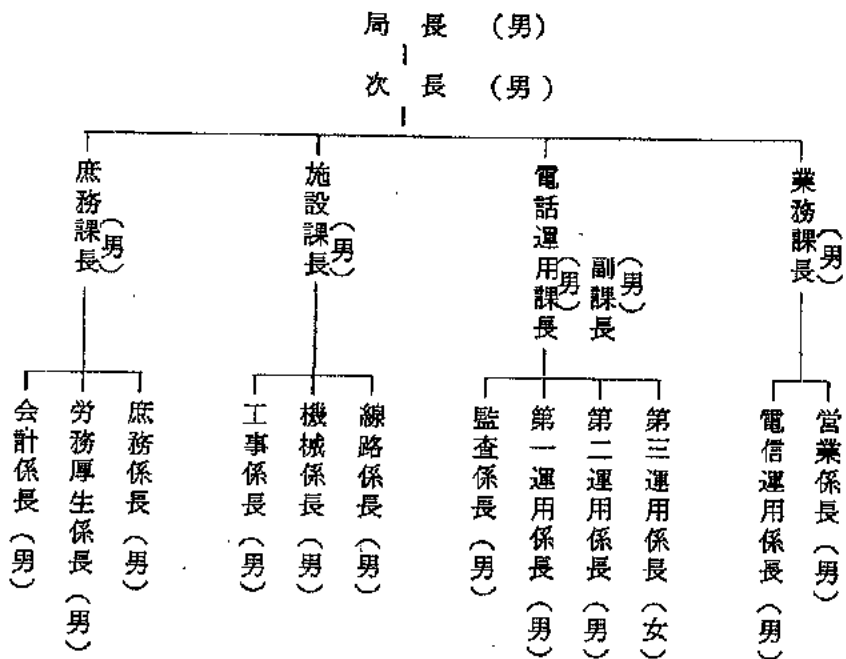 局長（男）
次長（男）
業務課長（男）
電話運用課長（男）
副課長（男）
施設課長（男）
庶務課長（男）
営業係長（男）
電信運用係長（男）
第三運用係長（女）
第二運用係長（男）
第一運用係長（男）
監査係長（男）
線路係長（男）
機械係長（男）
工事係長（男）
庶務係長（男）
労務厚生係長（男）
会計係長（男）